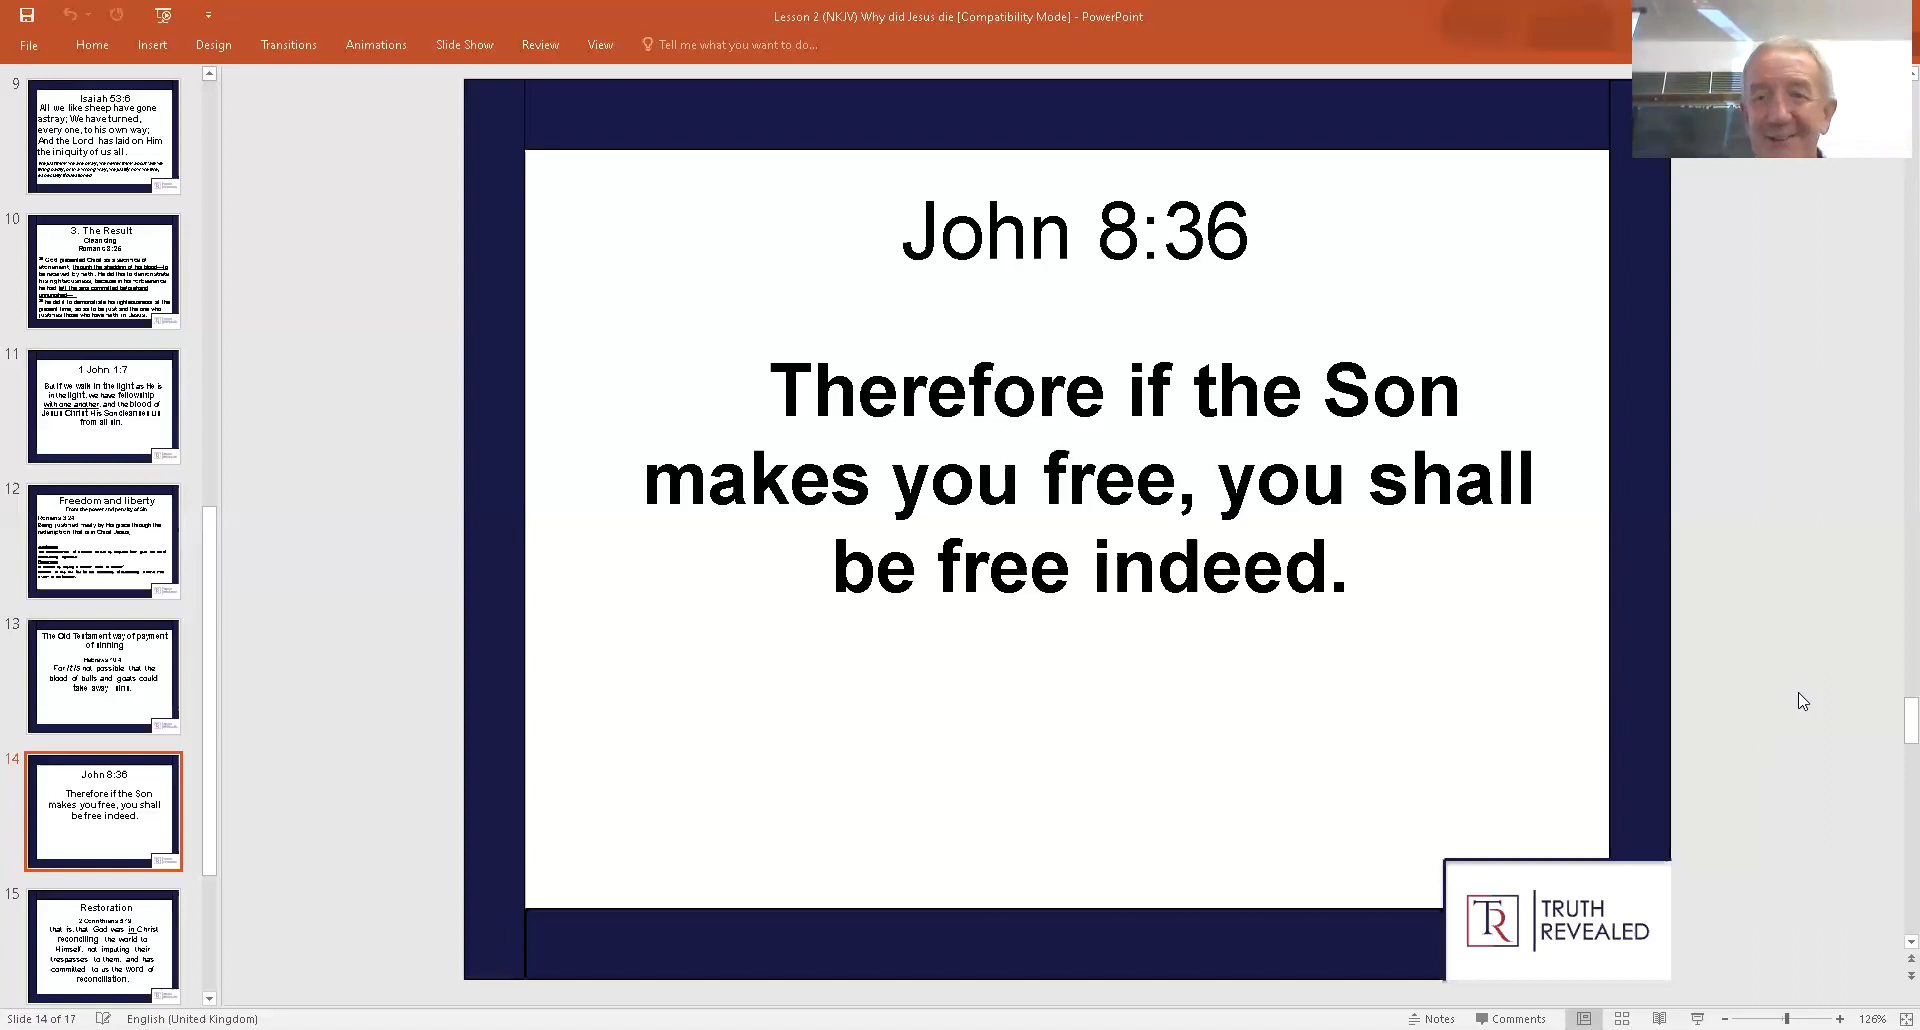 Lesson 2 (NKJV) Why did Jesus die [Compatibility Mode] - PowerPoint
File Home Insert Design Transitions Animations Slide Show Review View Tell me what you want to do...
9
Isaiah 53:6
All we like sheep have gone
astray; We have turned,
every one, to his own way;
And the Lord has laid on Him
the iniquity of us all.
10
3. The Result
Cleansing
11
1 John 1:7
But if we walk in the light as He is
in the light, we have fellowship
with one another, and the blood of
Jesus Christ His Son cleanses us
from all sin.
12
Freedom and liberty
From the power and penalty of Sin
13
The Old Testament way of payment
of sinning
For it is not possible that the
blood of bulls and goats could
take away sins.
14
John 8:36
Therefore if the Son
makes you free, you shall
be free indeed.
15
Restoration
that is, that God was in Christ
reconciling the world to
Himself, not imputing their
trespasses to them, and has
committed to us the word of
reconciliation.
John 8:36
Therefore if the Son
makes you free, you shall
be free indeed.
TR
TRUTH
REVEALED
Slide 14 of 17 English (United Kingdom) Notes Comments 126%